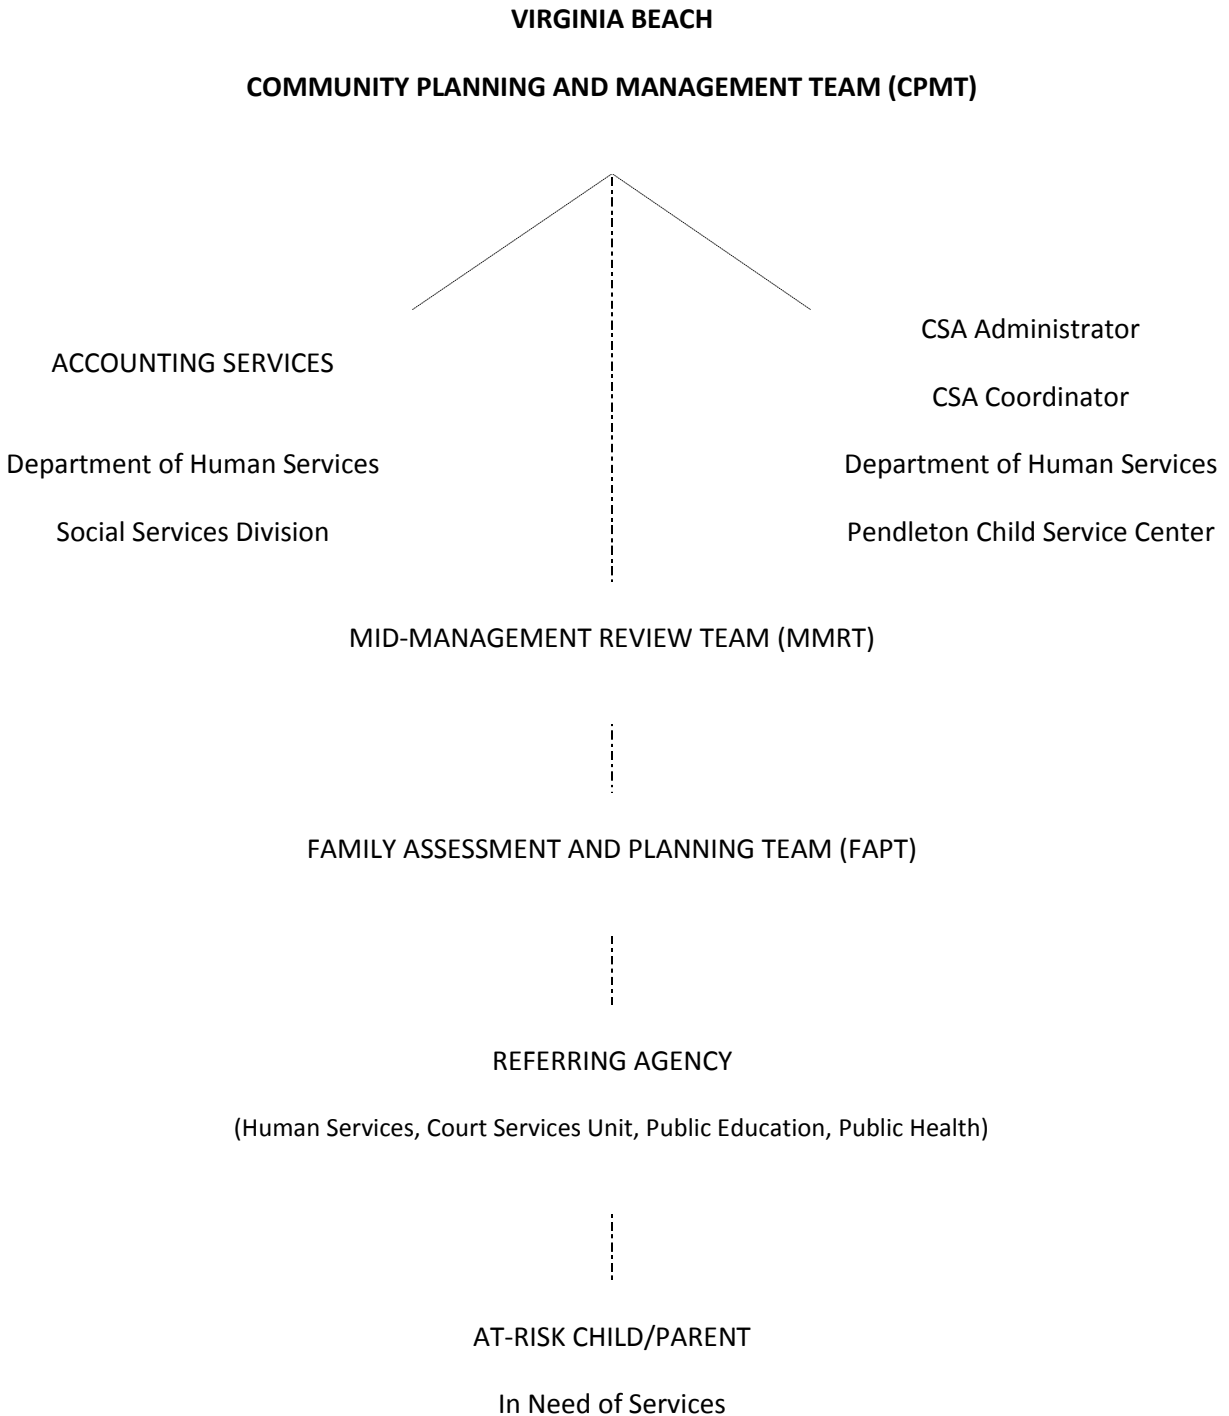 VIRGINIA BEACH
COMMUNITY PLANNING AND MANAGEMENT TEAM (CPMT)
ACCOUNTING SERVICES
Department of Human Services
Social Services Division
CSA Administrator
CSA Coordinator
Department of Human Services
Pendleton Child Service Center
MID-MANAGEMENT REVIEW TEAM (MMRT)
FAMILY ASSESSMENT AND PLANNING TEAM (FAPT)
REFERRING AGENCY
(Human Services, Court Services Unit, Public Education, Public Health)
AT-RISK CHILD/PARENT
In Need of Services